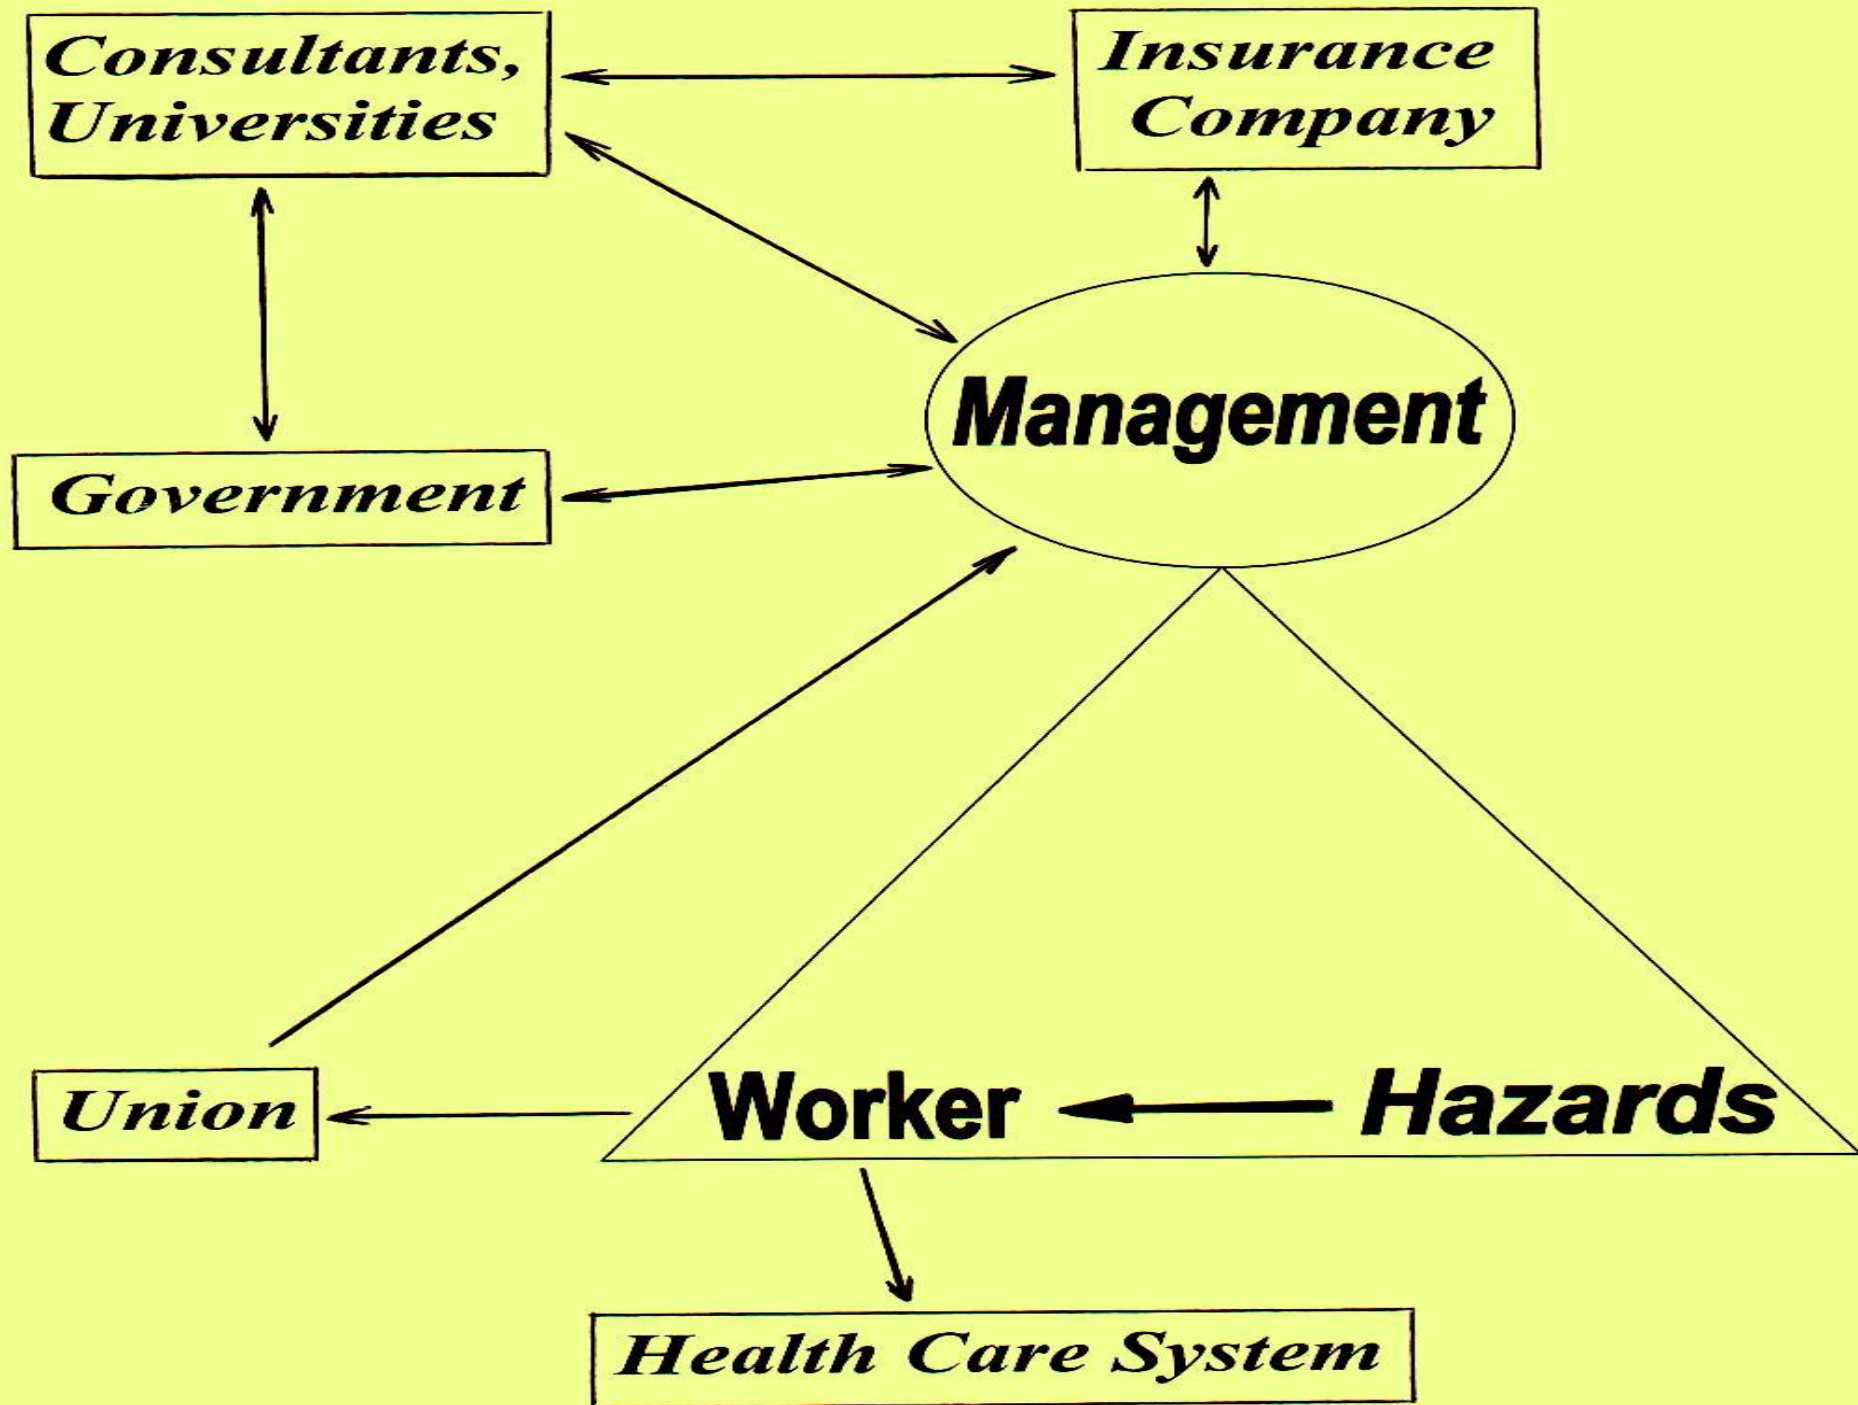 Consultants,
Universities
Insurance
Company
Management
Government
Union
Worker
Hazards
Health Care System